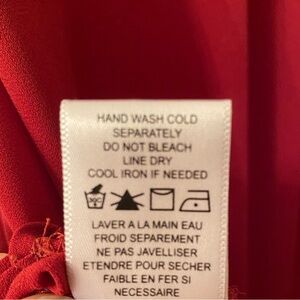 HAND WASH COLD
SEPARATELY
DO NOT BLEACH
LINE DRY
COOL IRON IF NEEDED
30C
LAVER A LA MAIN EAU
FROID SEPAREMENT
NE PAS JAVELLISER
ETENDRE POUR SECHER
FAIBLE EN FER SI
NECESSAIRE